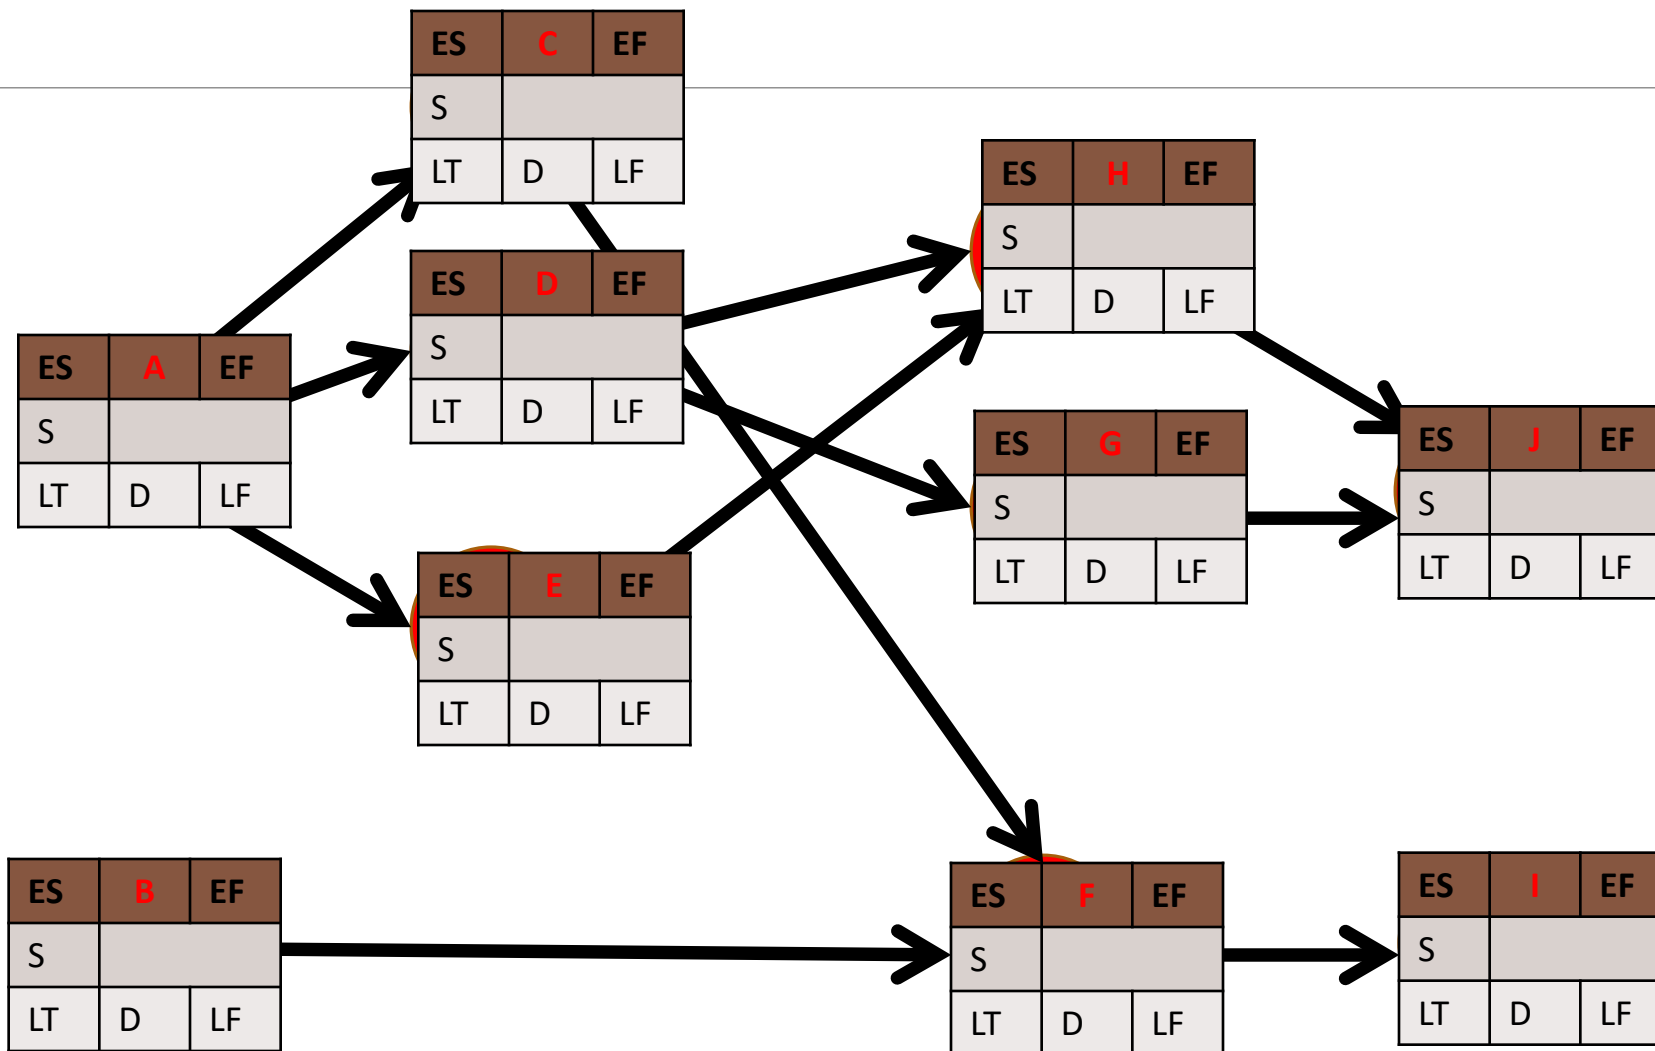 ES C EF
S
LT D LF
ES H EF
S
LT D LF
ES D EF
S
LT D LF
ES A EF
S
LT D LF
ES G EF
S
LT D LF
ES J EF
S
LT D LF
ES E EF
S
LT D LF
ES B EF
S
LT D LF
ES F EF
S
LT D LF
ES I EF
S
LT D LF